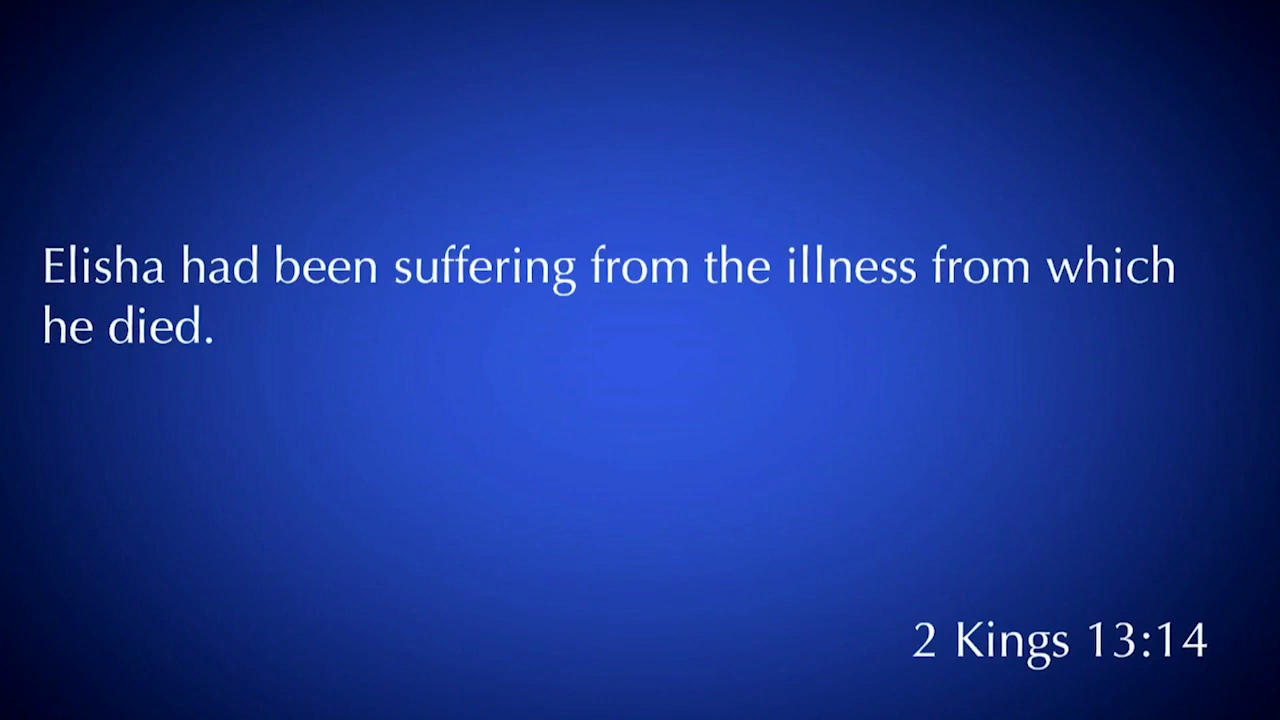 Elisha had been suffering from the illness from which
he died.
2 Kings 13:14